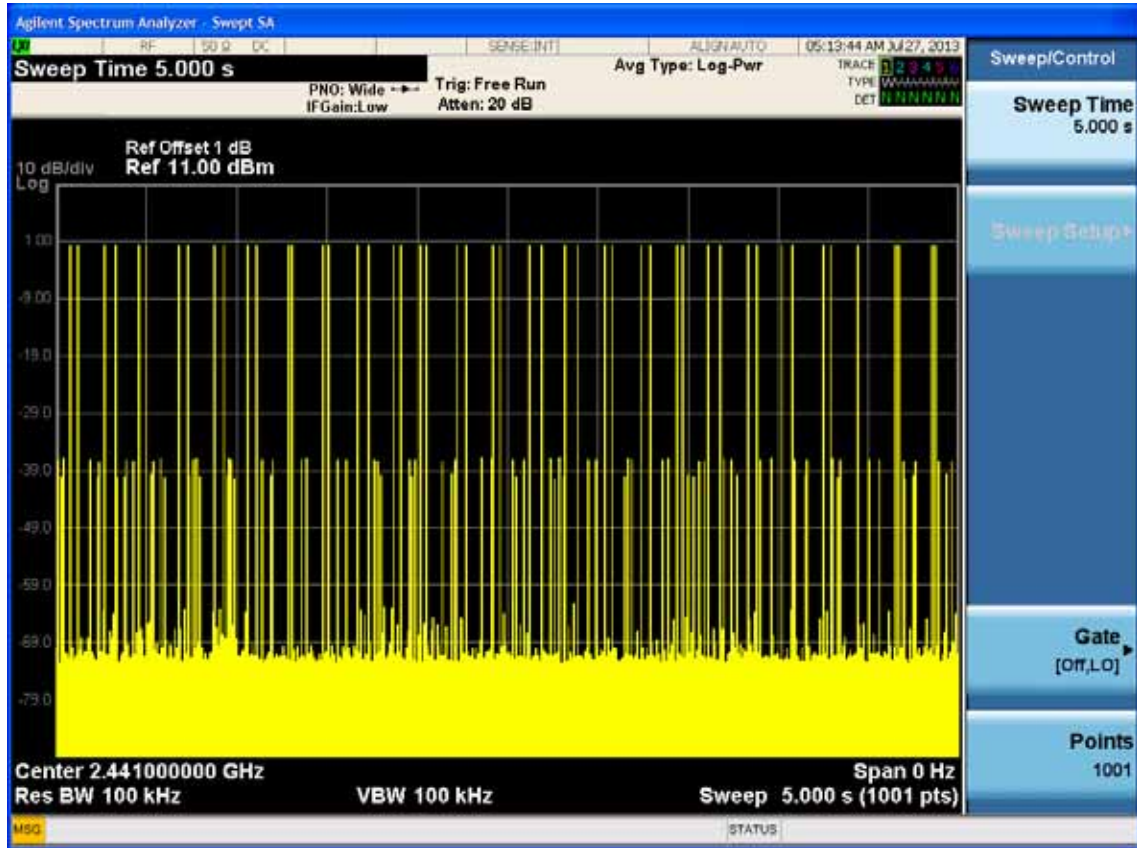 Agilent Spectrum Analyzer - Swept SA
RF 50 Ω DC SENSE:INT ALIGN AUTO 05:13:44 AM Jul 27, 2013
Sweep Time 5.000 s
PNO: Wide
IFGain:Low
Trig: Free Run
Atten: 20 dB
Avg Type: Log-Pwr
TRACE 1 2 3 4 5 6
TYPE
DET N N N N N N
Ref Offset 1 dB
10 dB/div Ref 11.00 dBm
Log
1.00
-9.00
-19.0
-29.0
-39.0
-49.0
-59.0
-69.0
-79.0
Center 2.441000000 GHz
Span 0 Hz
Res BW 100 kHz
VBW 100 kHz
Sweep 5.000 s (1001 pts)
MSG
STATUS
Sweep/Control
Sweep Time
5.000 s
Sweep Setup
Gate
[Off,LO]
Points
1001